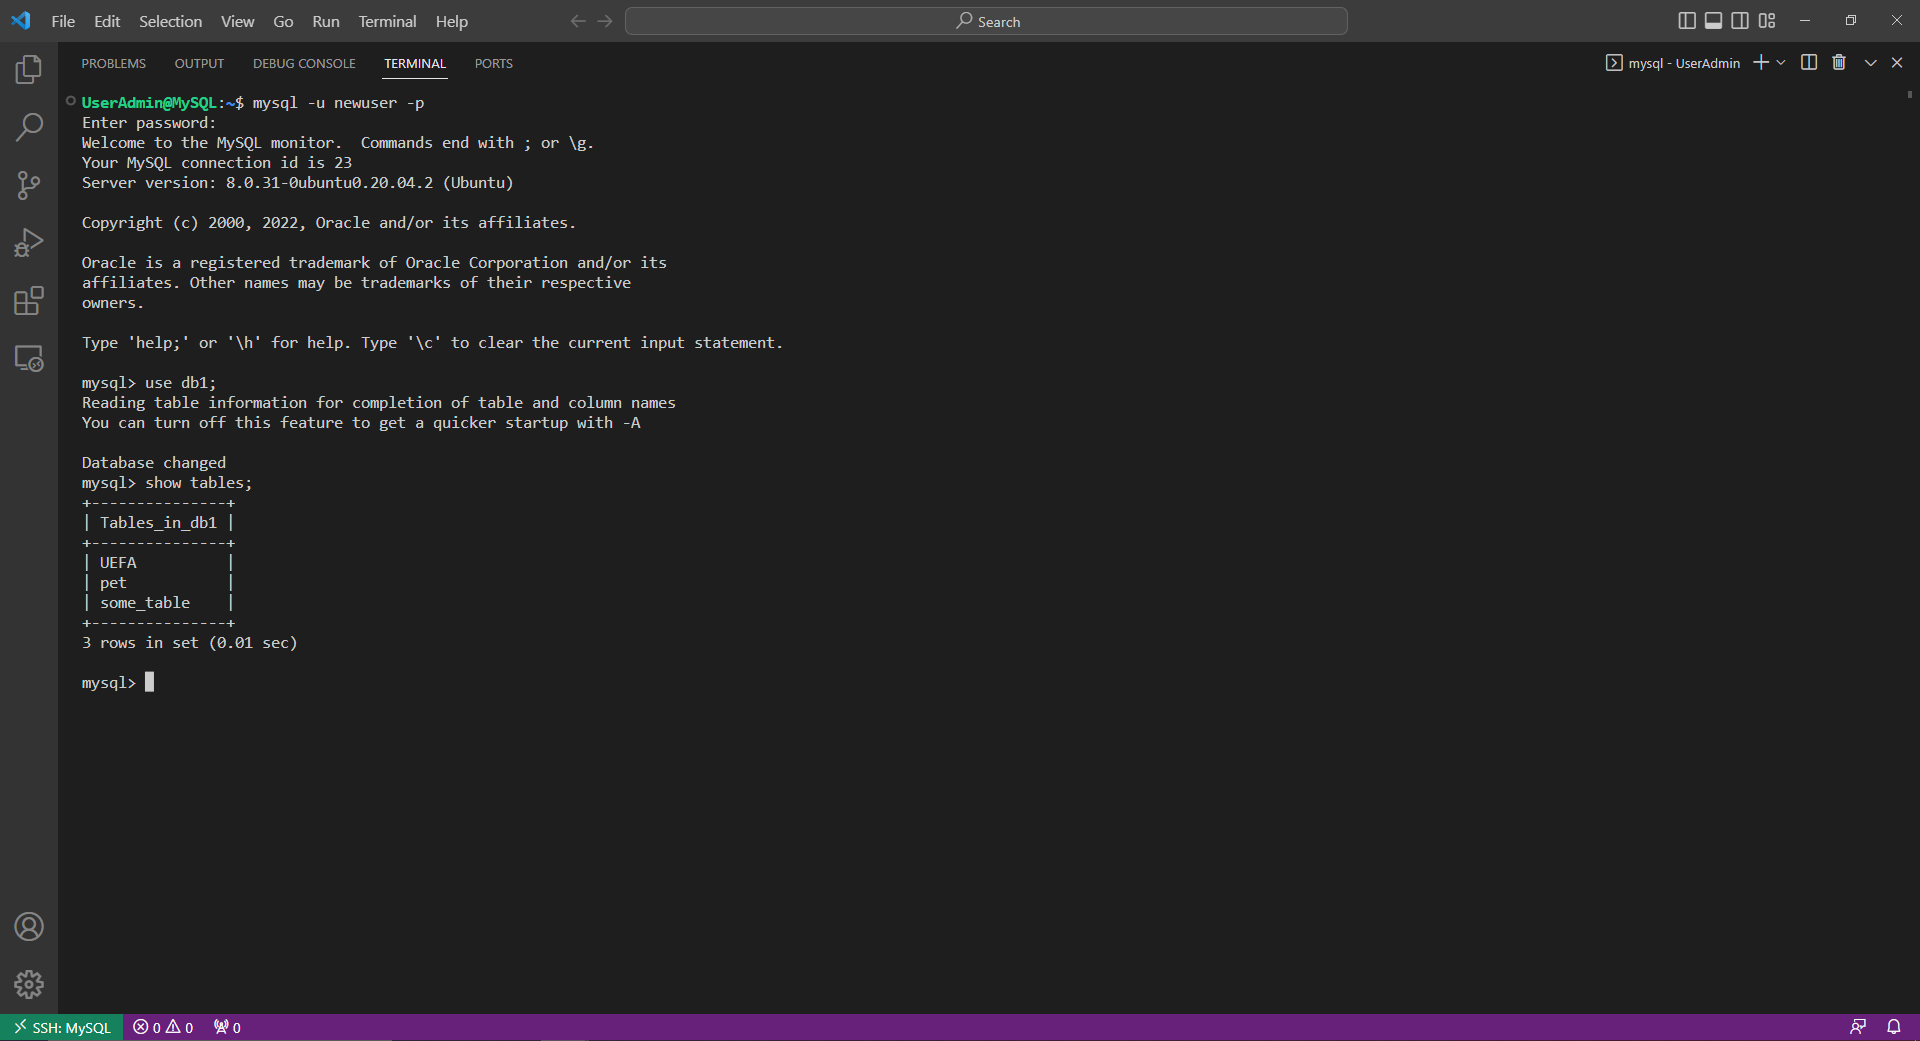 File Edit Selection View Go Run Terminal Help
Search
PROBLEMS OUTPUT DEBUG CONSOLE TERMINAL PORTS
mysql - UserAdmin
UserAdmin@MySQL:~$ mysql -u newuser -p
Enter password:
Welcome to the MySQL monitor.  Commands end with ; or \g.
Your MySQL connection id is 23
Server version: 8.0.31-0ubuntu0.20.04.2 (Ubuntu)
Copyright (c) 2000, 2022, Oracle and/or its affiliates.
Oracle is a registered trademark of Oracle Corporation and/or its
affiliates. Other names may be trademarks of their respective
owners.
Type 'help;' or '\h' for help. Type '\c' to clear the current input statement.
mysql> use db1;
Reading table information for completion of table and column names
You can turn off this feature to get a quicker startup with -A
Database changed
mysql> show tables;
+---------------+
| Tables_in_db1 |
+---------------+
| UEFA          |
| pet           |
| some_table    |
+---------------+
3 rows in set (0.01 sec)
mysql>
SSH: MySQL 0 0 0